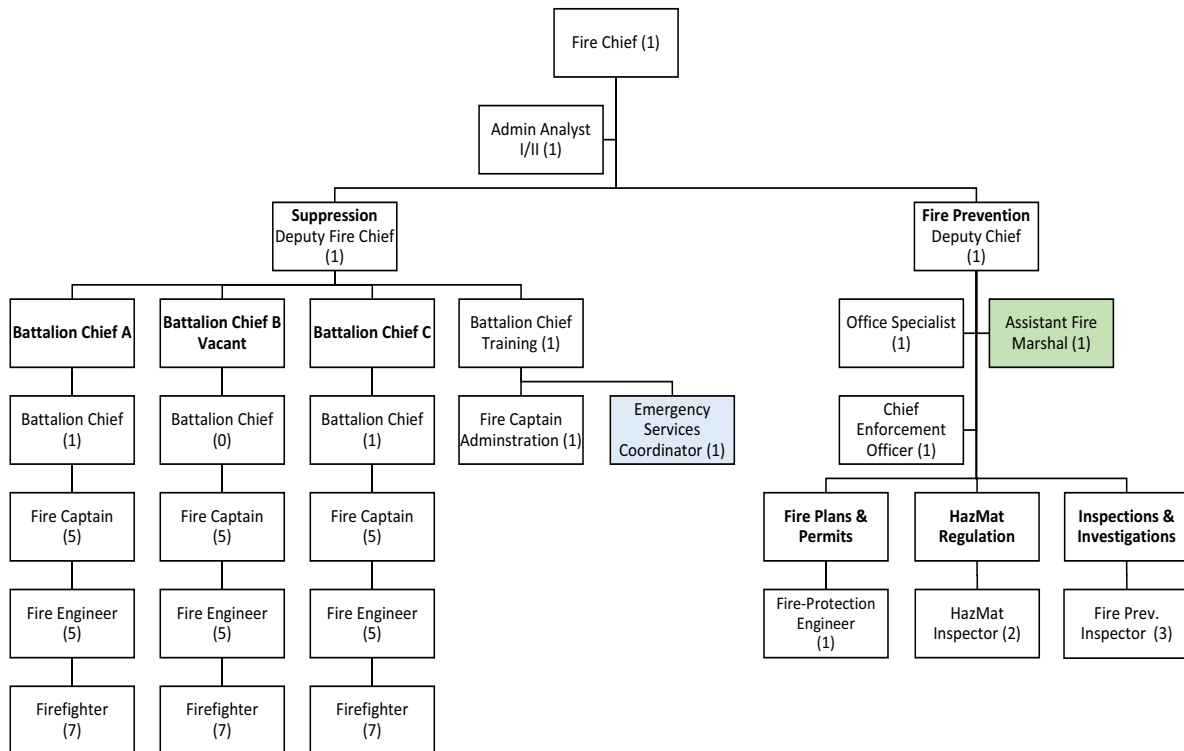 Fire Chief (1)
Admin Analyst
I/II (1)
Suppression
Deputy Fire Chief
(1)
Fire Prevention
Deputy Chief
(1)
Battalion Chief A
Battalion Chief B
Vacant
Battalion Chief C
Battalion Chief
Training (1)
Office Specialist
(1)
Assistant Fire
Marshal (1)
Battalion Chief
(1)
Battalion Chief
(0)
Battalion Chief
(1)
Fire Captain
Adminstration (1)
Emergency
Services
Coordinator (1)
Chief
Enforcement
Officer (1)
Fire Captain
(5)
Fire Captain
(5)
Fire Captain
(5)
Fire Plans &
Permits
HazMat
Regulation
Inspections &
Investigations
Fire Engineer
(5)
Fire Engineer
(5)
Fire Engineer
(5)
Fire-Protection
Engineer
(1)
HazMat
Inspector (2)
Fire Prev.
Inspector (3)
Firefighter
(7)
Firefighter
(7)
Firefighter
(7)